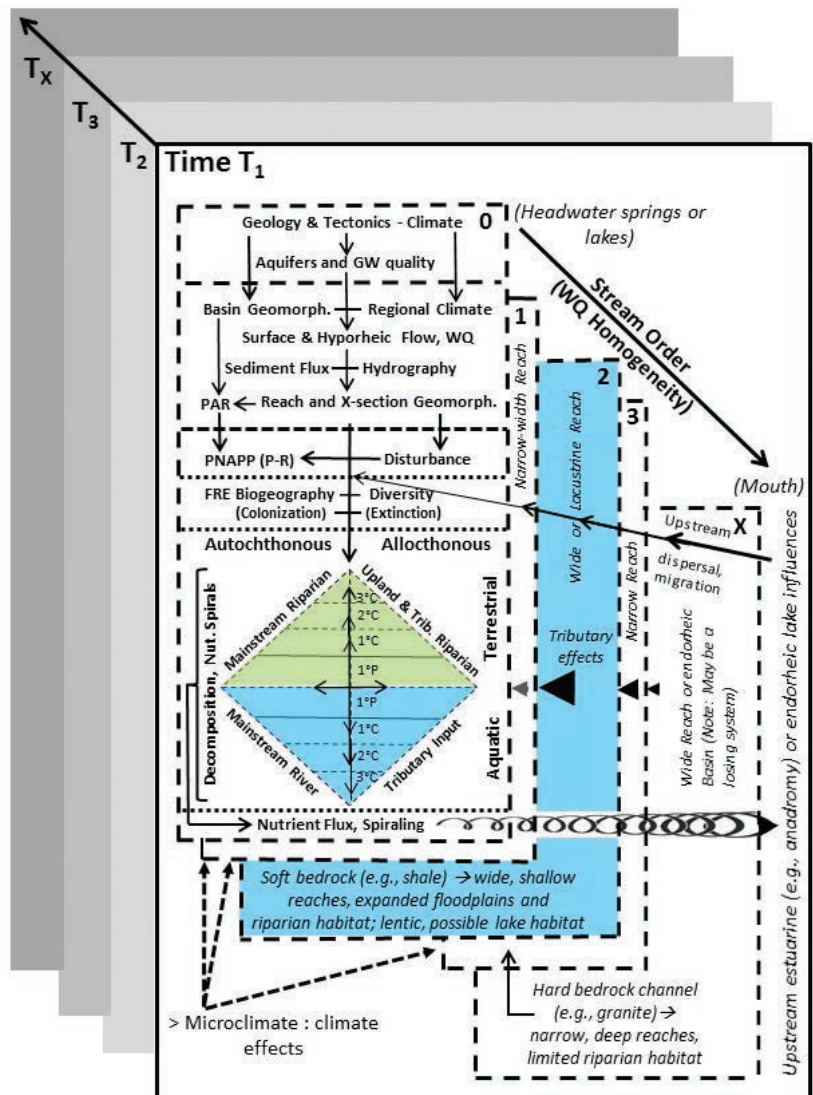 Tx
T3
T2
Time T1
Geology & Tectonics - Climate
0
Aquifers and GW quality
(Headwater springs or
lakes)
Stream Order
(WQ Homogeneity)
(Mouth)
Basin Geomorph.
Regional Climate
Surface & Hyporheic Flow, WQ
Sediment Flux
Hydrography
PAR
Reach and X-section Geomorph.
PNAPP (P-R)
Disturbance
FRE Biogeography
(Colonization)
Diversity
(Extinction)
Autochthonous
Allocthonous
1
Narrow-width Reach
2
Wide or Lacustrine Reach
3
Narrow Reach
X
Upstream
dispersal,
migration
Wide Reach or endorheic
Basin (Note: May be a
losing system)
Upstream estuarine (e.g., anadromy) or endorheic lake influences
Tributary
effects
Decomposition, Nut. Spirals
Mainstream Riparian
Upland & Trib. Riparian
Terrestrial
3°C
2°C
1°C
1°P
1°P
1°C
2°C
3°C
Mainstream River
Tributary Input
Aquatic
Nutrient Flux, Spiraling
Soft bedrock (e.g., shale) → wide, shallow
reaches, expanded floodplains and
riparian habitat; lentic, possible lake habitat
> Microclimate : climate
effects
Hard bedrock channel
(e.g., granite) →
narrow, deep reaches,
limited riparian habitat